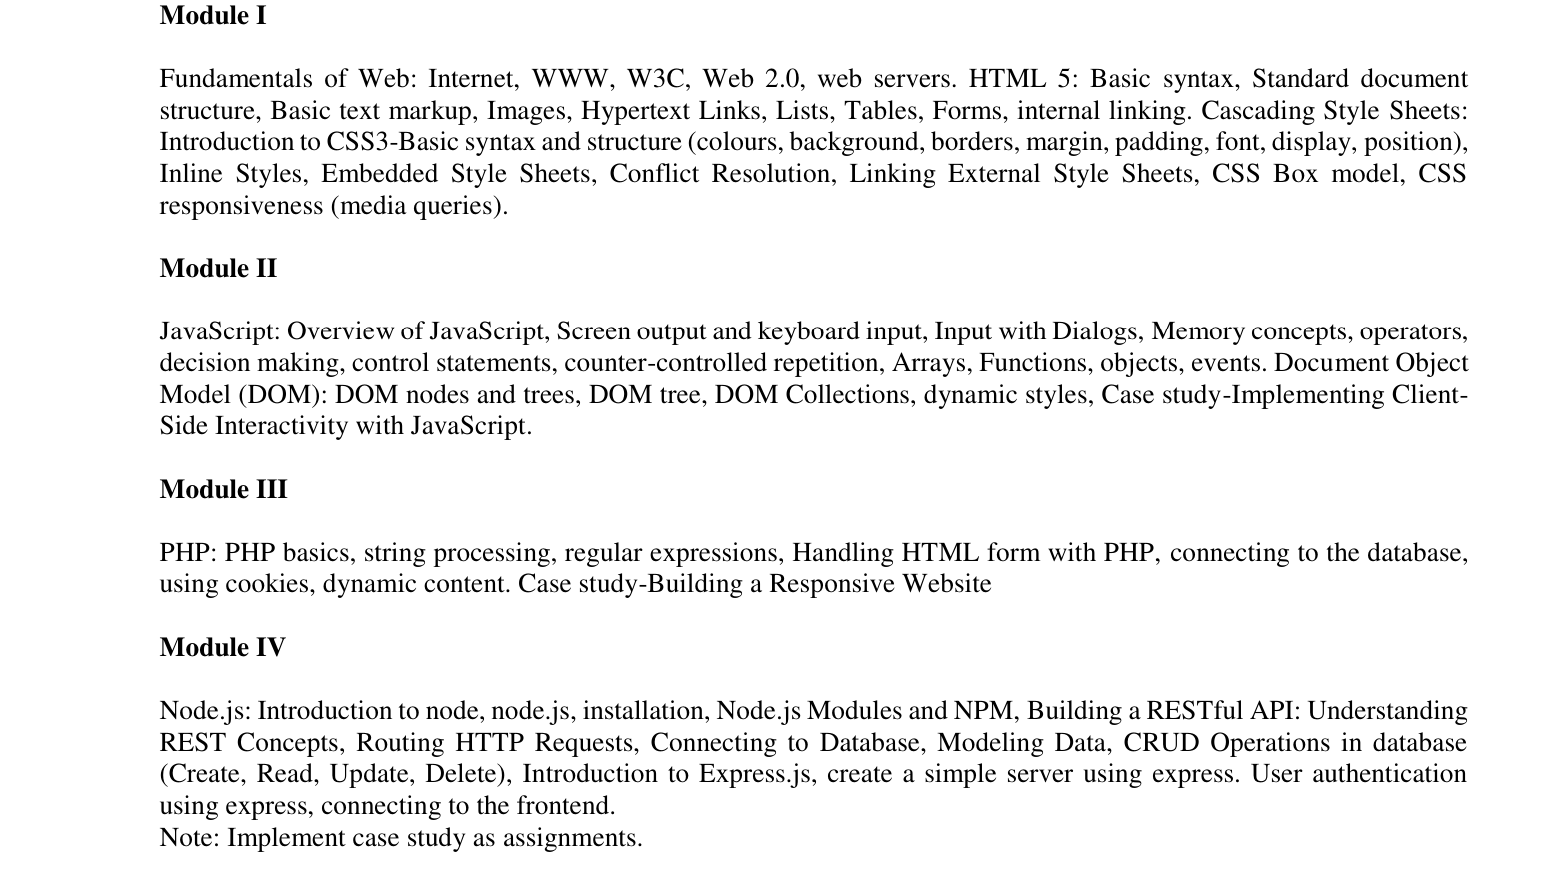 Module I
Fundamentals of Web: Internet, WWW, W3C, Web 2.0, web servers. HTML 5: Basic syntax, Standard document
structure, Basic text markup, Images, Hypertext Links, Lists, Tables, Forms, internal linking. Cascading Style Sheets:
Introduction to CSS3-Basic syntax and structure (colours, background, borders, margin, padding, font, display, position),
Inline Styles, Embedded Style Sheets, Conflict Resolution, Linking External Style Sheets, CSS Box model, CSS
responsiveness (media queries).
Module II
JavaScript: Overview of JavaScript, Screen output and keyboard input, Input with Dialogs, Memory concepts, operators,
decision making, control statements, counter-controlled repetition, Arrays, Functions, objects, events. Document Object
Model (DOM): DOM nodes and trees, DOM tree, DOM Collections, dynamic styles, Case study-Implementing Client-
Side Interactivity with JavaScript.
Module III
PHP: PHP basics, string processing, regular expressions, Handling HTML form with PHP, connecting to the database,
using cookies, dynamic content. Case study-Building a Responsive Website
Module IV
Node.js: Introduction to node, node.js, installation, Node.js Modules and NPM, Building a RESTful API: Understanding
REST Concepts, Routing HTTP Requests, Connecting to Database, Modeling Data, CRUD Operations in database
(Create, Read, Update, Delete), Introduction to Express.js, create a simple server using express. User authentication
using express, connecting to the frontend.
Note: Implement case study as assignments.